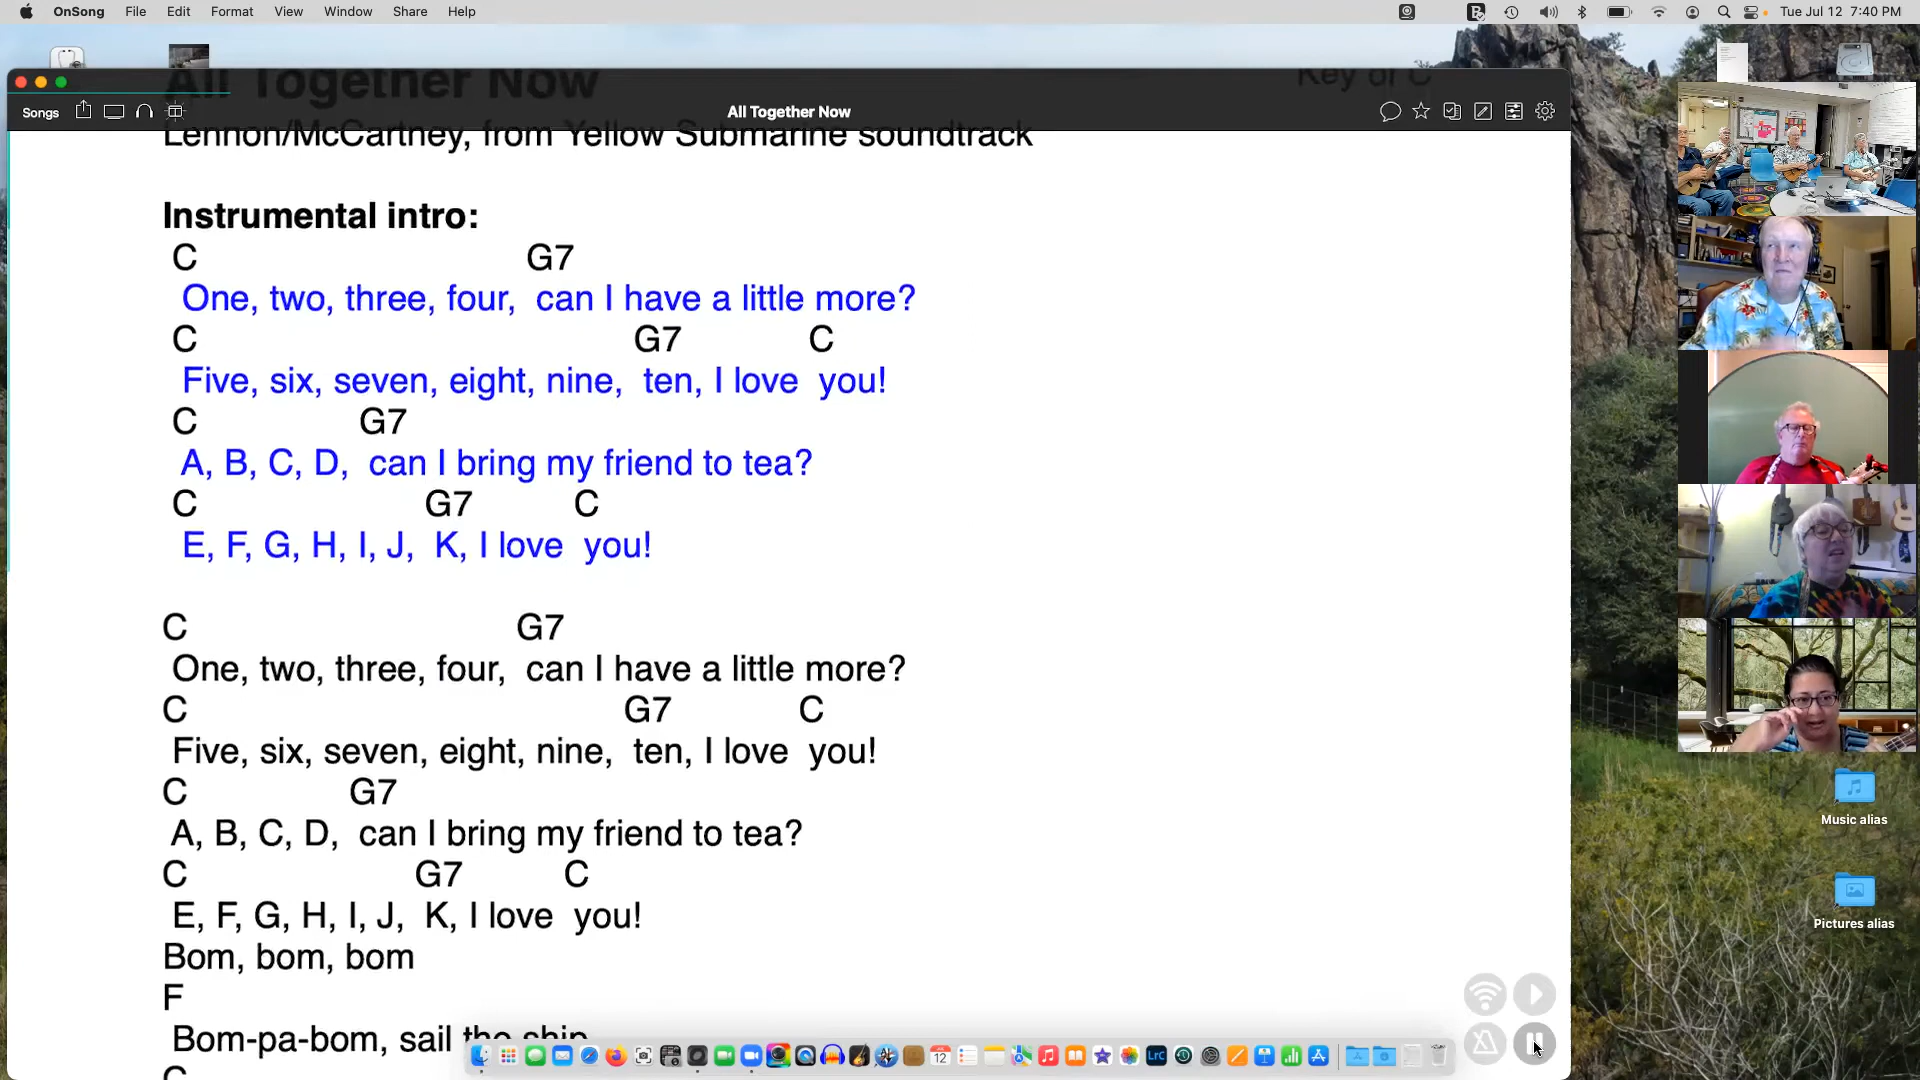 OnSong File Edit Format View Window Share Help Tue Jul 12 7:40 PM
All Together Now Key of C
Songs All Together Now
Lennon/McCartney, from Yellow Submarine soundtrack
Instrumental intro:
C G7
One, two, three, four, can I have a little more?
C G7 C
Five, six, seven, eight, nine, ten, I love you!
C G7
A, B, C, D, can I bring my friend to tea?
C G7 C
E, F, G, H, I, J, K, I love you!
C G7
One, two, three, four, can I have a little more?
C G7 C
Five, six, seven, eight, nine, ten, I love you!
C G7
A, B, C, D, can I bring my friend to tea?
C G7 C
E, F, G, H, I, J, K, I love you!
Bom, bom, bom
F
Bom-pa-bom, sail the ship
C
Music alias
Pictures alias
12
LrC